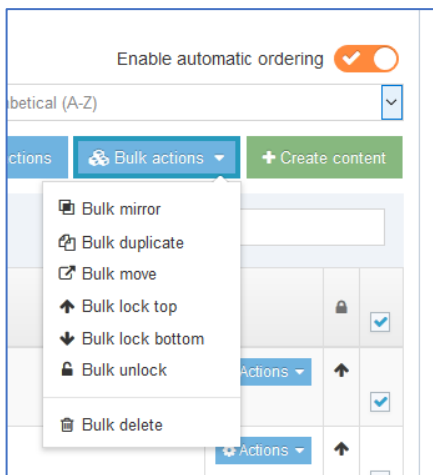 Enable automatic ordering
betical (A-Z)
ctions Bulk actions + Create content
Bulk mirror
Bulk duplicate
Bulk move
Bulk lock top
Bulk lock bottom
Bulk unlock
Actions
Bulk delete
Actions